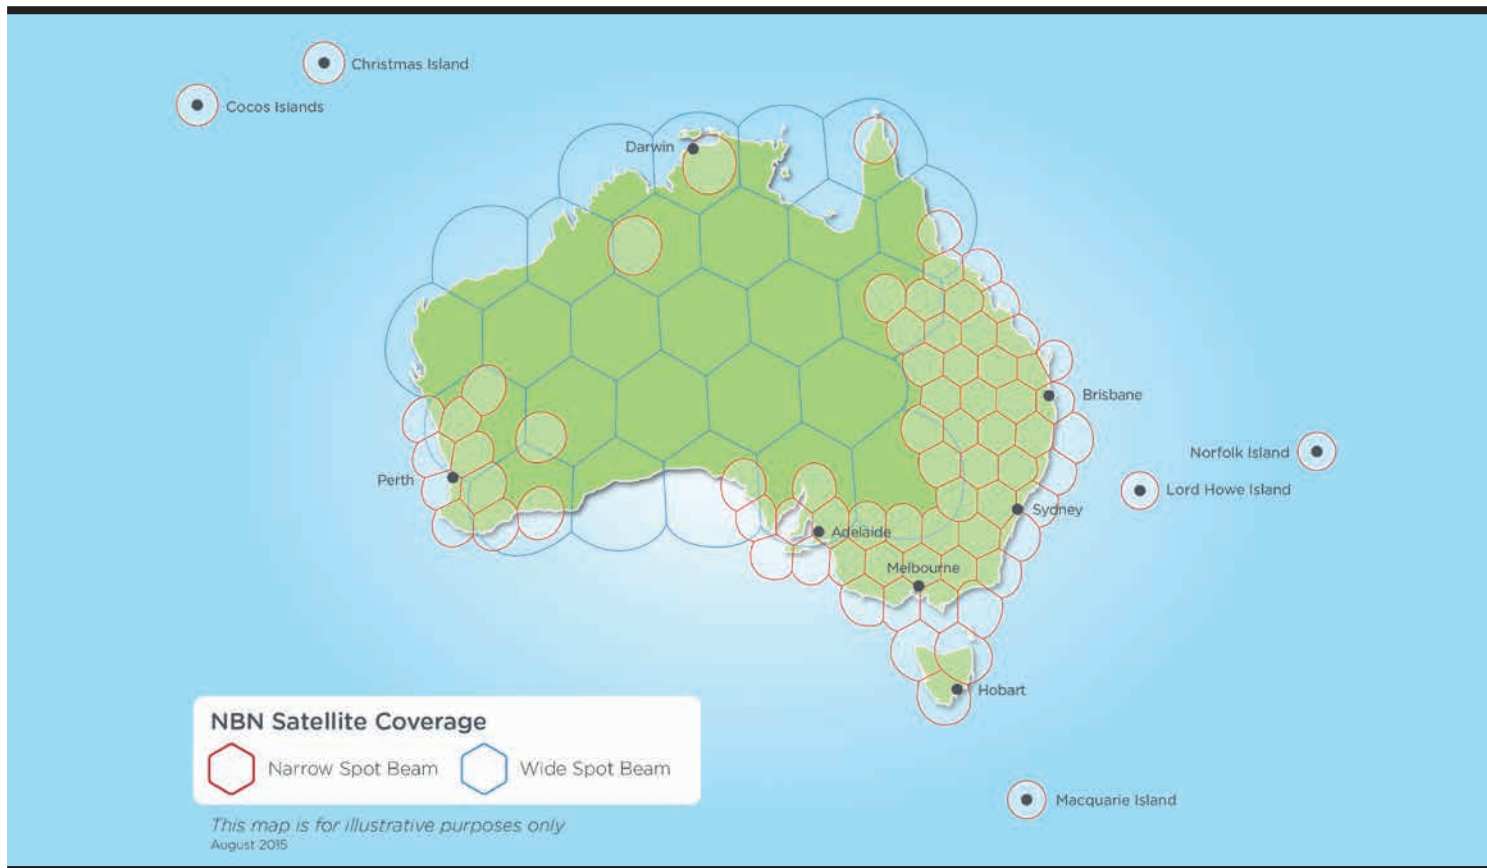 Christmas Island
Cocos Islands
Darwin
Brisbane
Norfolk Island
Perth
Lord Howe Island
Sydney
Adelaide
Melbourne
Hobart
NBN Satellite Coverage
Narrow Spot Beam
Wide Spot Beam
Macquarie Island
This map is for illustrative purposes only
August 2015